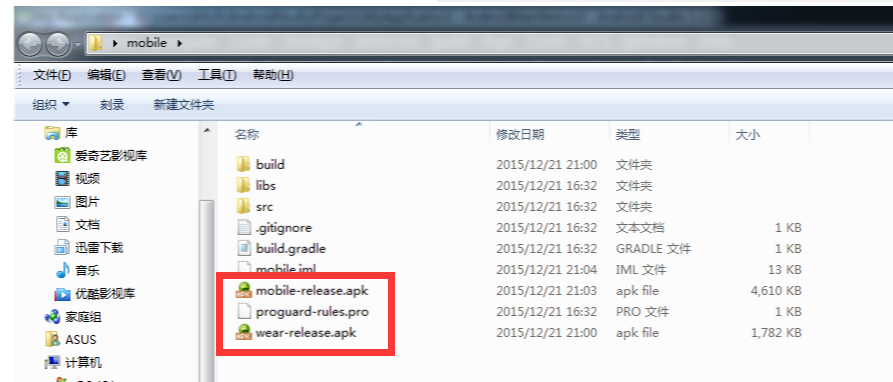 mobile
文件(F) 编辑(E) 查看(V) 工具(T) 帮助(H)
组织 刻录 新建文件夹
库
爱奇艺影视库
视频
图片
文档
迅雷下载
音乐
优酷影视库
家庭组
ASUS
计算机
名称 修改日期 类型 大小
build 2015/12/21 21:00 文件夹
libs 2015/12/21 16:32 文件夹
src 2015/12/21 16:32 文件夹
.gitignore 2015/12/21 16:32 文本文档 1 KB
build.gradle 2015/12/21 16:32 GRADLE 文件 1 KB
mobile.iml 2015/12/21 21:04 IML 文件 13 KB
mobile-release.apk 2015/12/21 21:03 apk file 4,610 KB
proguard-rules.pro 2015/12/21 16:32 PRO 文件 1 KB
wear-release.apk 2015/12/21 21:00 apk file 1,782 KB